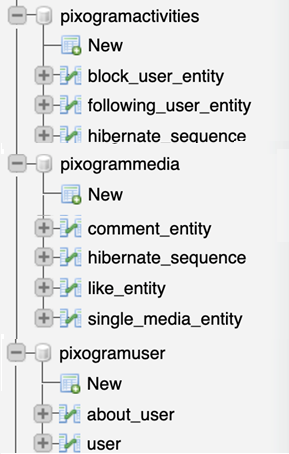 pixogramactivities
New
block_user_entity
following_user_entity
hibernate_sequence
pixogrammedia
New
comment_entity
hibernate_sequence
like_entity
single_media_entity
pixogramuser
New
about_user
user